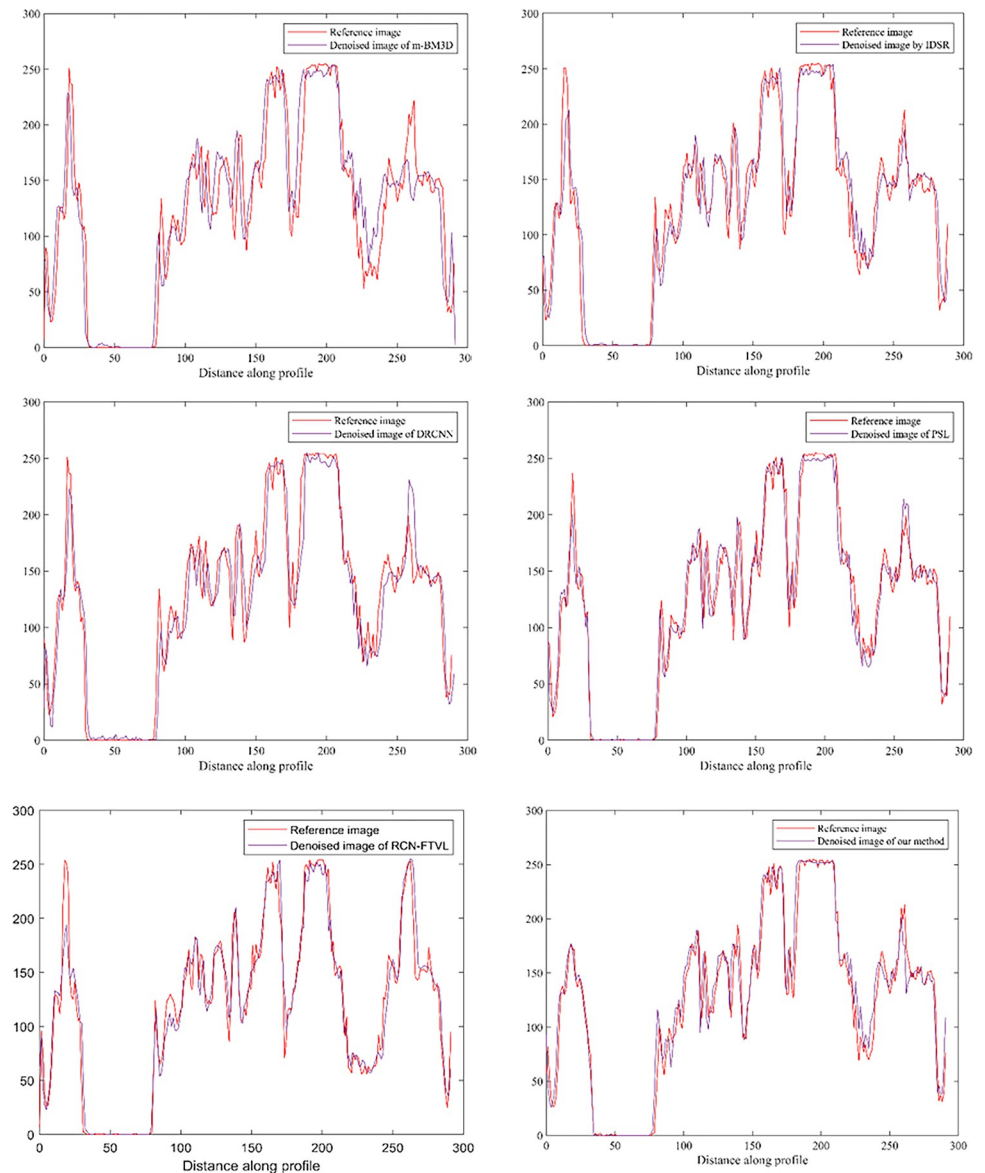 300
Reference image
Denoised image of m-BM3D
250
200
150
100
50
0
0 50 100 150 200 250 30
Distance along profile
300
Reference image
Denoised image by IDSR
250
200
150
100
50
0
0 50 100 150 200 250 300
Distance along profile
300
Reference image
Denoised image of DRCNN
250
200
150
100
50
0
0 50 100 150 200 250 300
Distance along profile
300
Reference image
Denoised image of PSL
250
200
150
100
50
0
0 50 100 150 200 250 300
Distance along profile
300
Reference image
Denoised image of RCN-FTVL
250
200
150
100
50
0
0 50 100 150 200 250 300
Distance along profile
300
Reference image
Denoised image of our method
250
200
150
100
50
0
0 50 100 150 200 250 300
Distance along profile